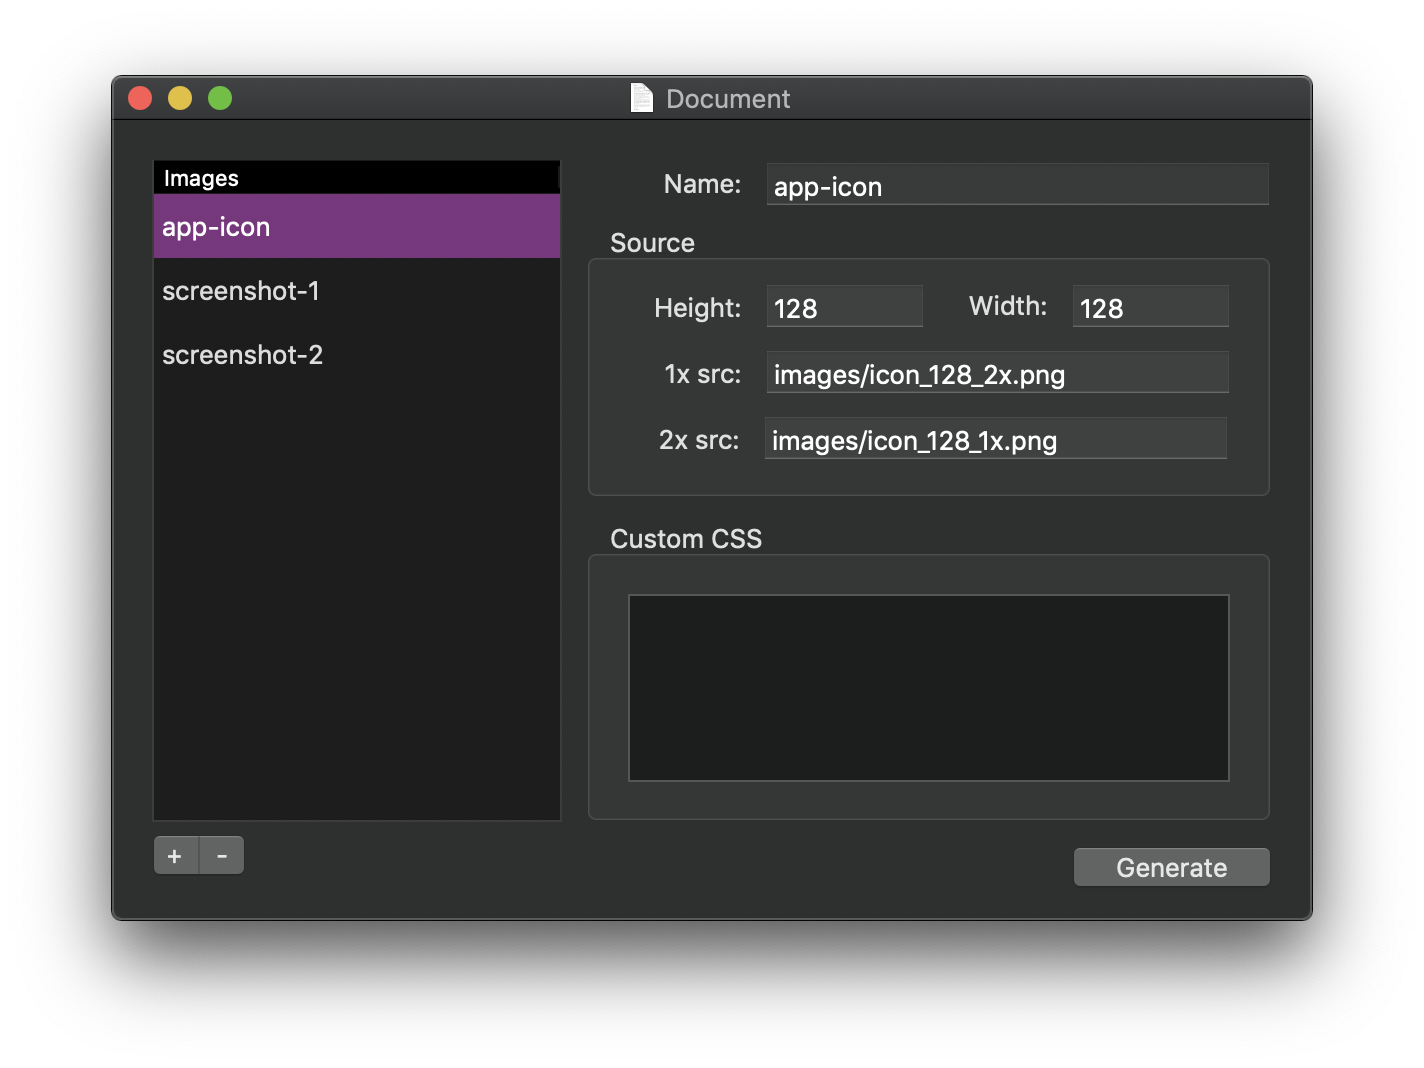 Document
Images
app-icon
screenshot-1
screenshot-2
+ -
Name: app-icon
Source
Height: 128 Width: 128
1x src: images/icon_128_2x.png
2x src: images/icon_128_1x.png
Custom CSS
Generate